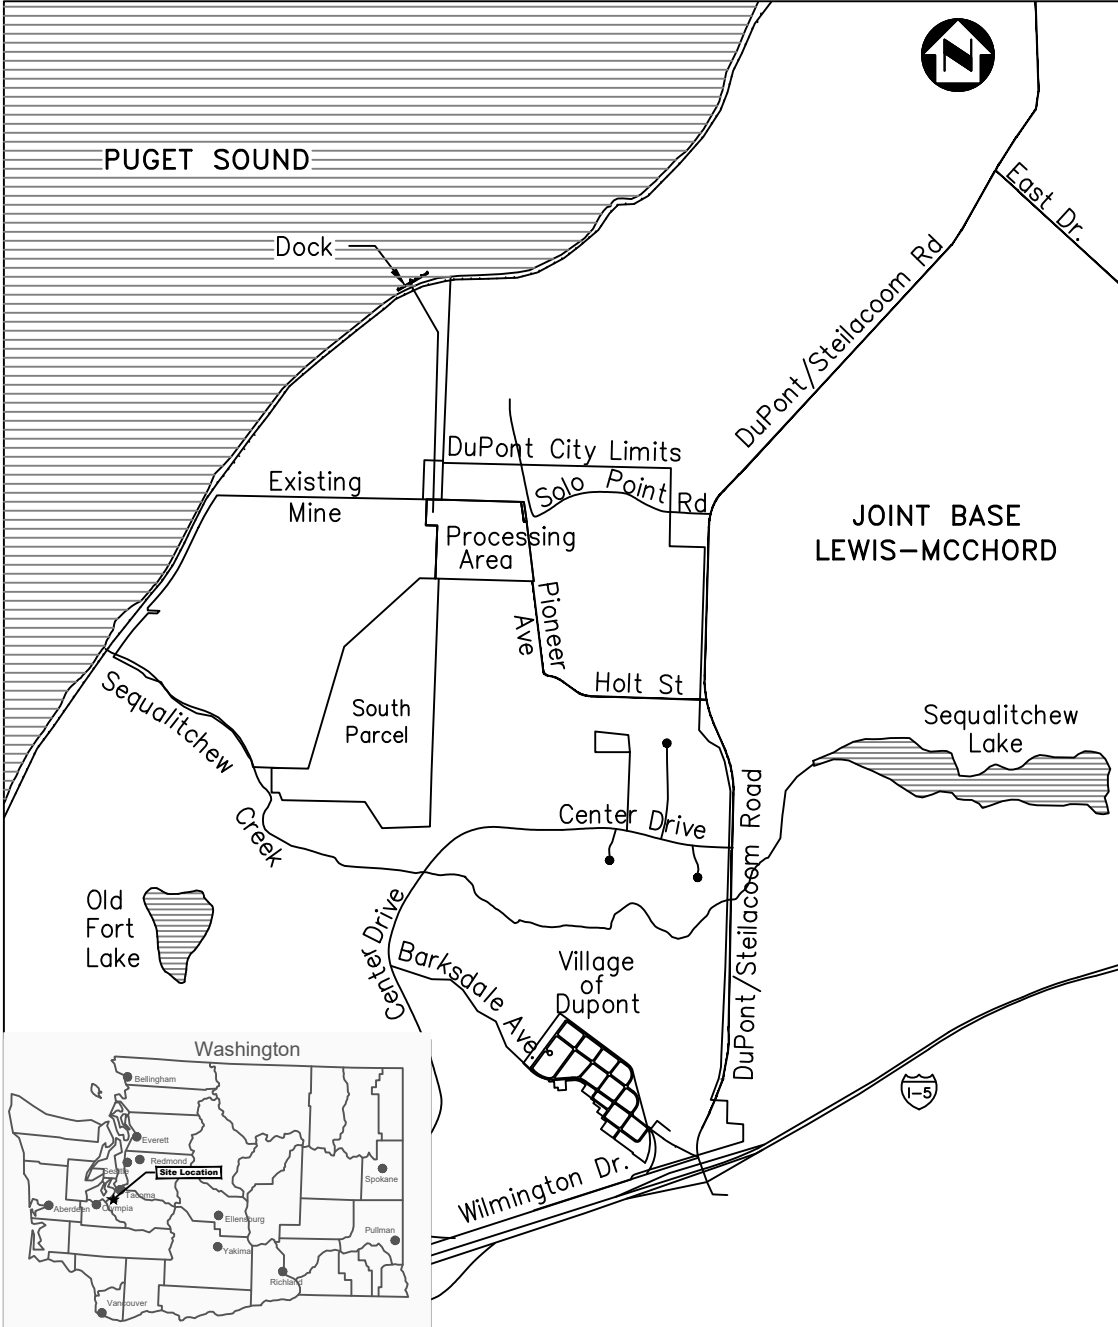 N
PUGET SOUND
East Dr.
Dock
DuPont/Steilacoom Rd
DuPont City Limits
Existing
Mine
Solo Point Rd
JOINT BASE
LEWIS-MCCHORD
Processing
Area
Pioneer
Ave
Sequalitchew
Creek
Holt St
South
Parcel
Sequalitchew
Lake
Center Drive
DuPont/Steilacoom Road
Old
Fort
Lake
Center Drive
Barksdale Ave.
Village
of
Dupont
DuPont/Steilacoom Road
I-5
Wilmington Dr.
Washington
Bellingham
Everett
Seattle
Redmond
Site Location
Tacoma
Spokane
Aberdeen
Olympia
Ellensburg
Pullman
Yakima
Richland
Vancouver